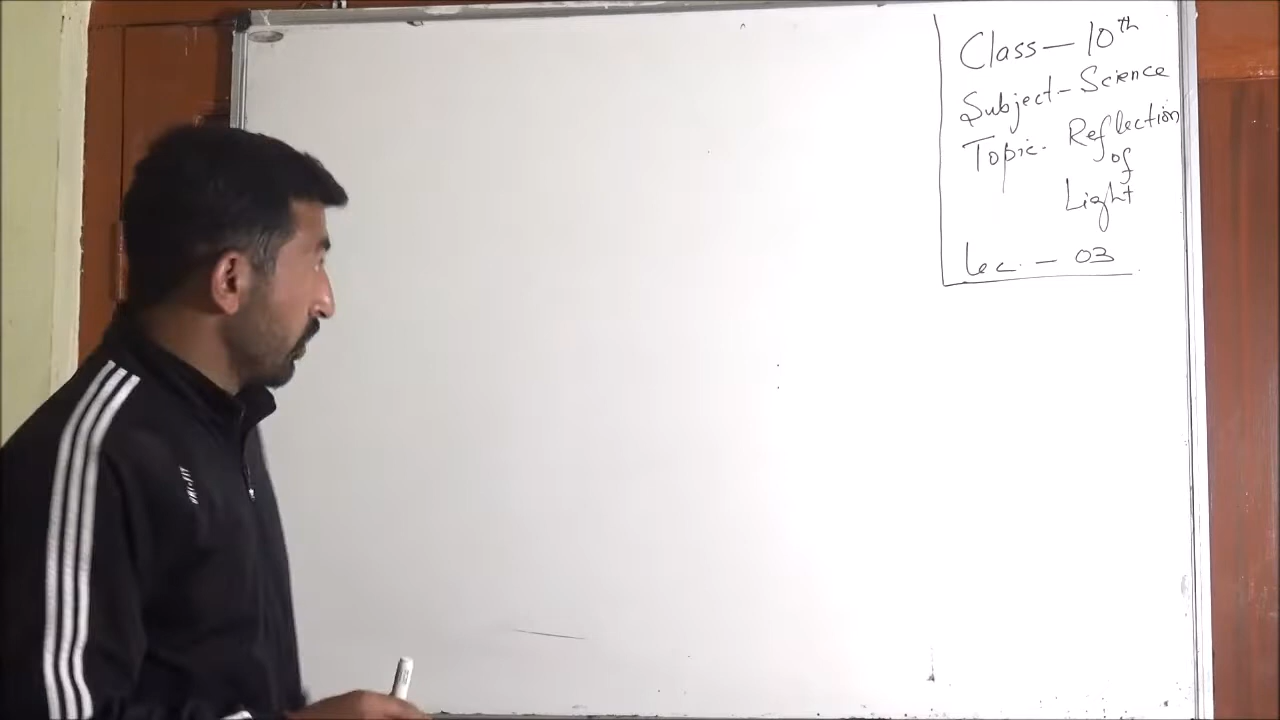 Class — 10th
Subject - Science
Topic - Reflection
of
Light
Lec. — 03